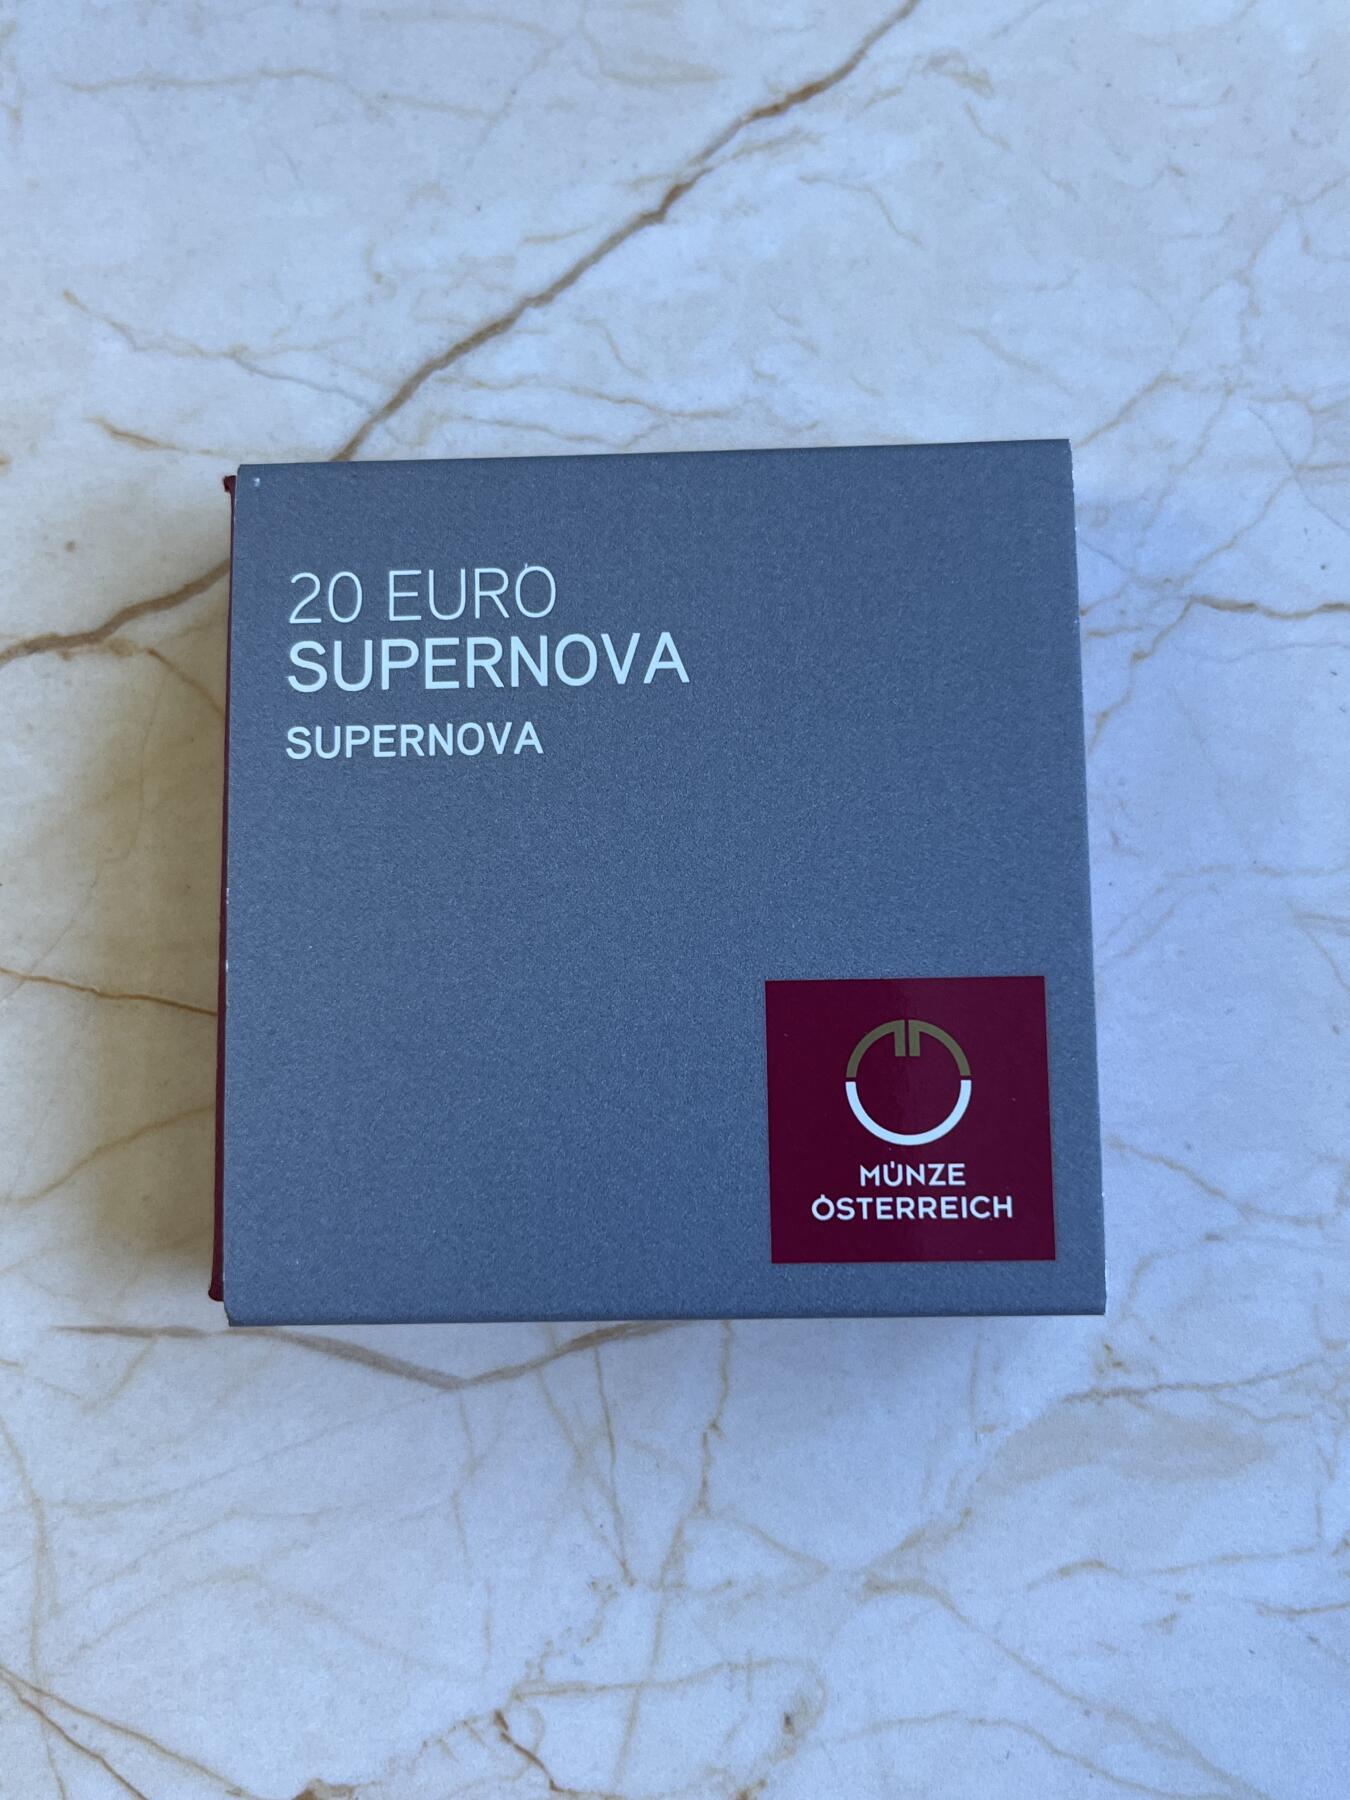 20 EURO
SUPERNOVA
SUPERNOVA
MÜNZE
ÖSTERREICH